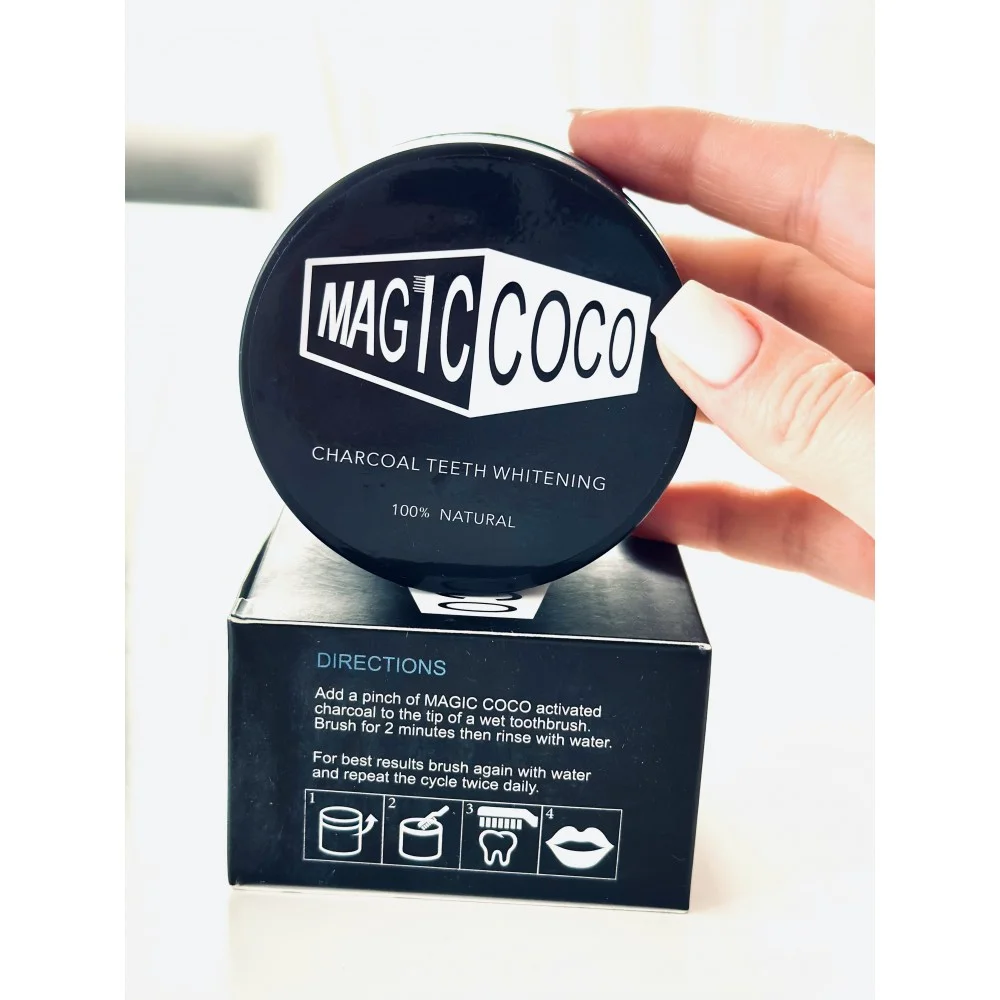 MAGIC COCO
CHARCOAL TEETH WHITENING
100% NATURAL
CO
DIRECTIONS
Add a pinch of MAGIC COCO activated
charcoal to the tip of a wet toothbrush.
Brush for 2 minutes then rinse with water.
For best results brush again with water
and repeat the cycle twice daily.
1 2 3 4